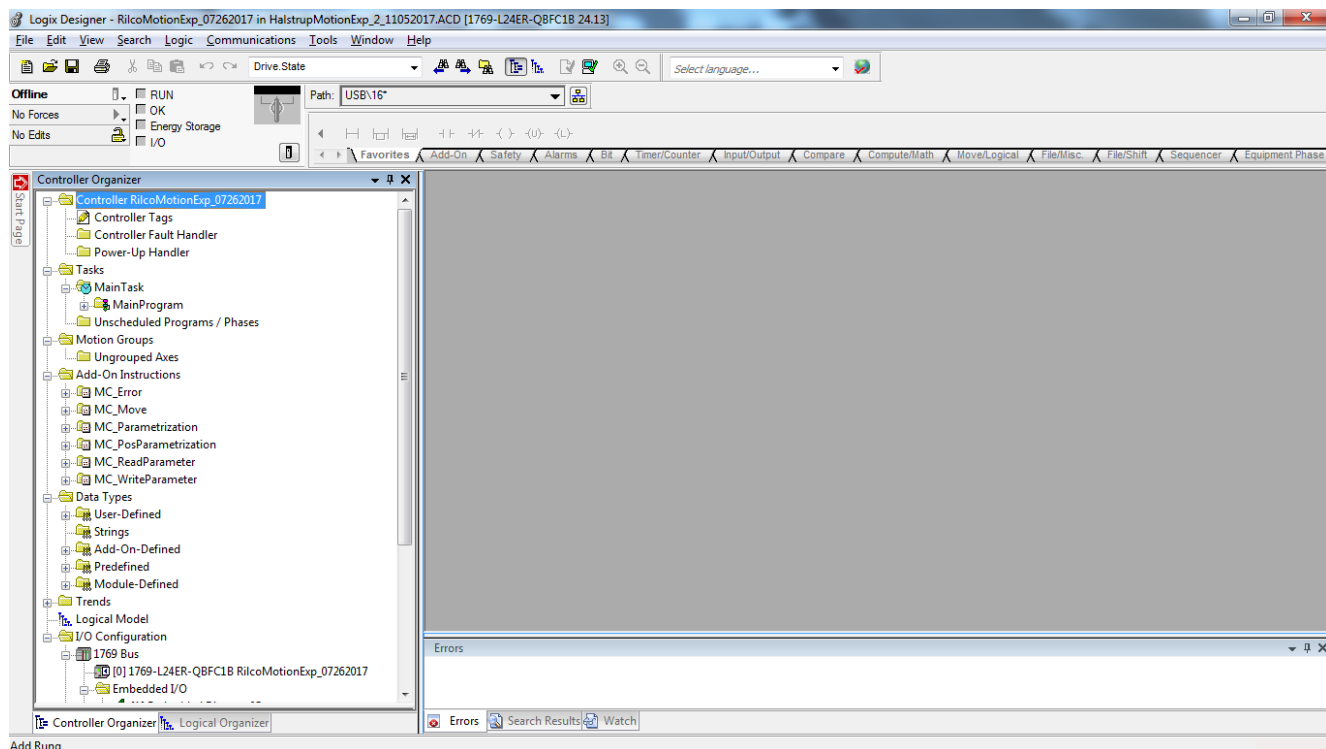 Logix Designer - RilcoMotionExp_07262017 in HalstrupMotionExp_2_11052017.ACD [1769-L24ER-QBFC1B 24.13]
File Edit View Search Logic Communications Tools Window Help
Drive.State
Select language...
Offline
RUN
Path: USB\16*
No Forces
OK
Energy Storage
No Edits
I/O
Favorites Add-On Safety Alarms Bit Timer/Counter Input/Output Compare Compute/Math Move/Logical File/Misc. File/Shift Sequencer Equipment Phase
Start Page
Controller Organizer
Controller RilcoMotionExp_07262017
Controller Tags
Controller Fault Handler
Power-Up Handler
Tasks
MainTask
MainProgram
Unscheduled Programs / Phases
Motion Groups
Ungrouped Axes
Add-On Instructions
MC_Error
MC_Move
MC_Parametrization
MC_PosParametrization
MC_ReadParameter
MC_WriteParameter
Data Types
User-Defined
Strings
Add-On-Defined
Predefined
Module-Defined
Trends
Logical Model
I/O Configuration
1769 Bus
[0] 1769-L24ER-QBFC1B RilcoMotionExp_07262017
Embedded I/O
Controller Organizer Logical Organizer
Errors
Errors Search Results Watch
Add Rung